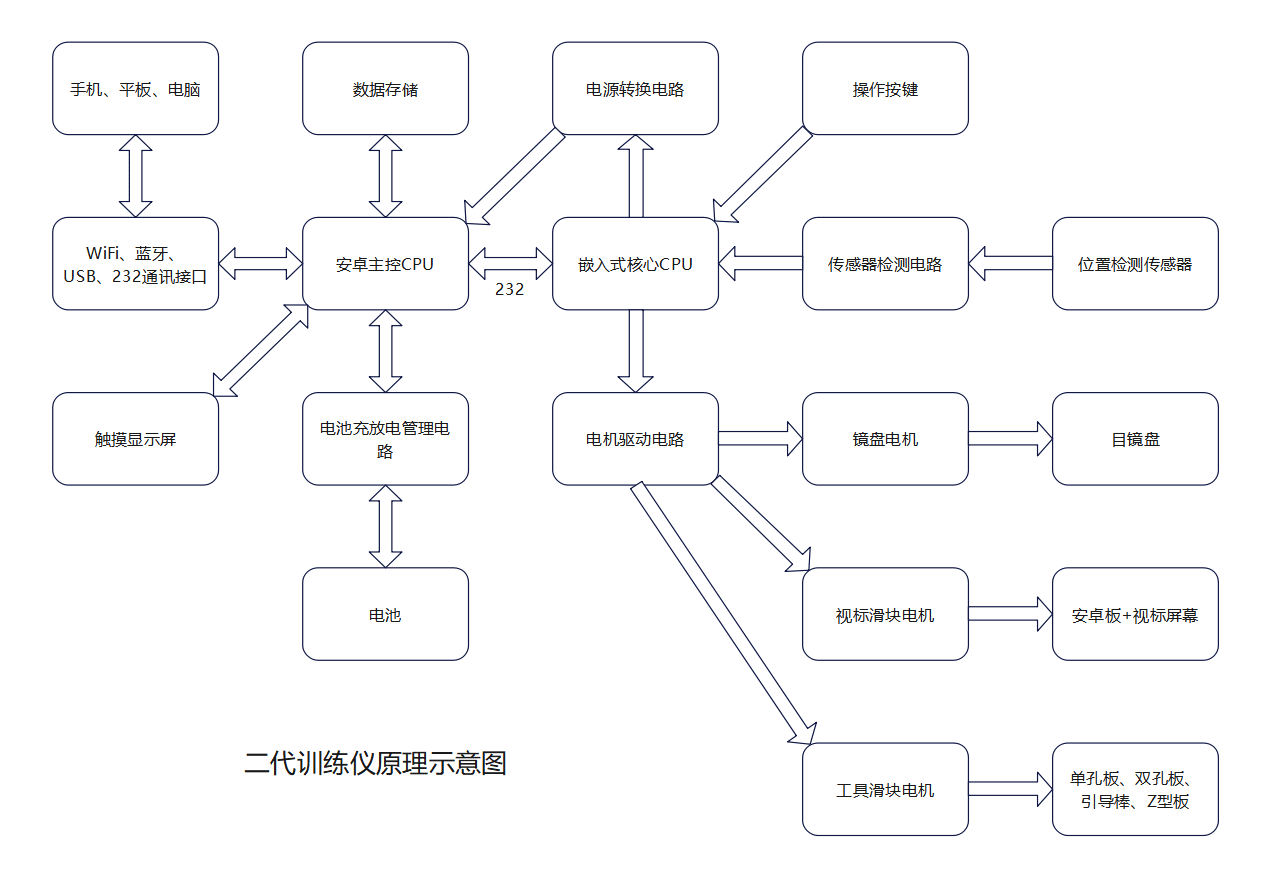 手机、平板、电脑
数据存储
电源转换电路
操作按键
WiFi、蓝牙、
USB、232通讯接口
安卓主控CPU
232
嵌入式核心CPU
传感器检测电路
位置检测传感器
触摸显示屏
电池充放电管理电
路
电机驱动电路
镜盘电机
目镜盘
电池
视标滑块电机
安卓板+视标屏幕
二代训练仪原理示意图
工具滑块电机
单孔板、双孔板、
引导棒、Z型板